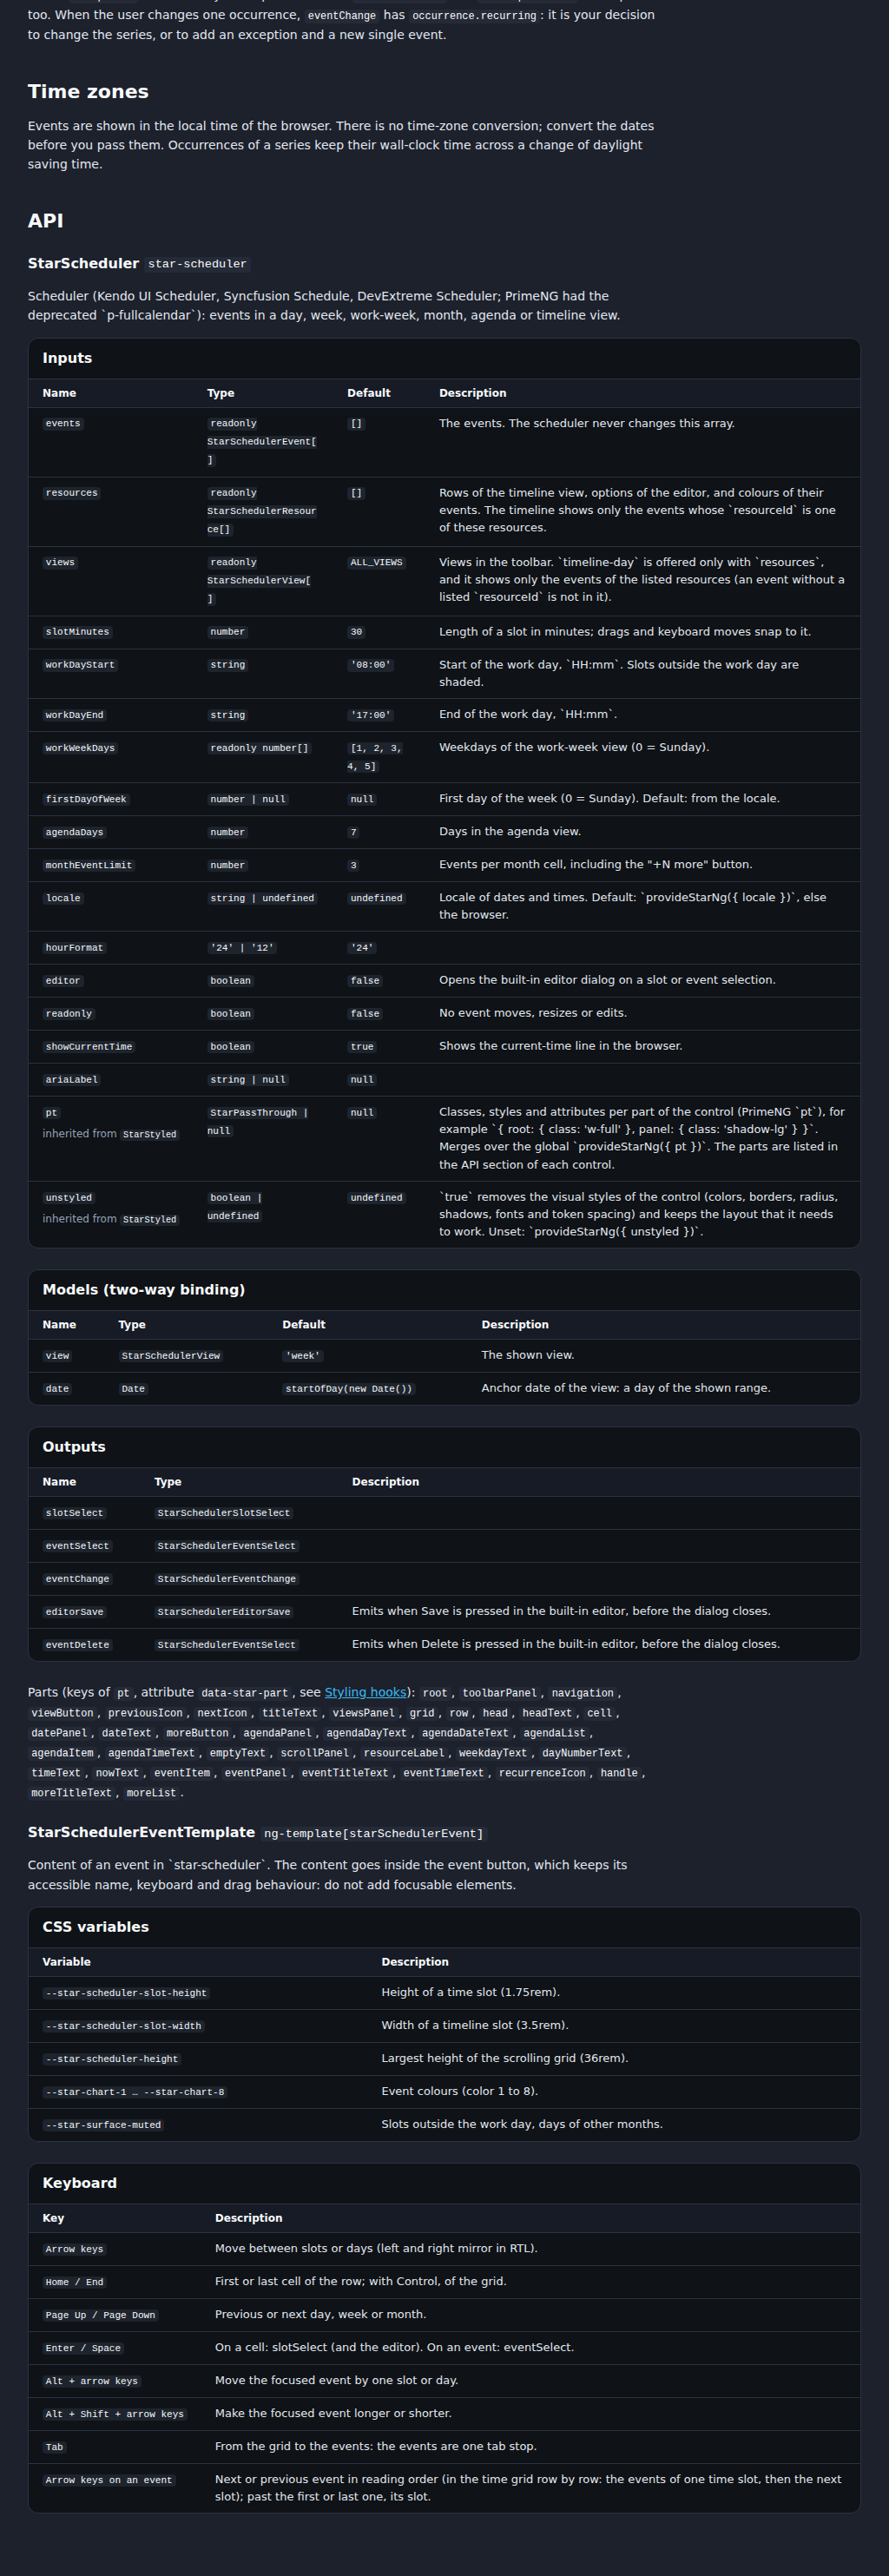 too. When the user changes one occurrence, eventChange has occurrence.recurring : it is your decision
to change the series, or to add an exception and a new single event.
Time zones
Events are shown in the local time of the browser. There is no time-zone conversion; convert the dates
before you pass them. Occurrences of a series keep their wall-clock time across a change of daylight
saving time.
API
StarScheduler star-scheduler
Scheduler (Kendo UI Scheduler, Syncfusion Schedule, DevExtreme Scheduler; PrimeNG had the
deprecated `p-fullcalendar`): events in a day, week, work-week, month, agenda or timeline view.
Inputs
Name Type Default Description
events readonly [] The events. The scheduler never changes this array.
StarSchedulerEvent[
]
resources readonly [] Rows of the timeline view, options of the editor, and colours of their
StarSchedulerResour events. The timeline shows only the events whose `resourceId` is one
ce[] of these resources.
views readonly ALL_VIEWS Views in the toolbar. `timeline-day` is offered only with `resources`,
StarSchedulerView[ and it shows only the events of the listed resources (an event without a
] listed `resourceId` is not in it).
slotMinutes number 30 Length of a slot in minutes; drags and keyboard moves snap to it.
workDayStart string '08:00' Start of the work day, `HH:mm`. Slots outside the work day are
shaded.
workDayEnd string '17:00' End of the work day, `HH:mm`.
workWeekDays readonly number[] [1, 2, 3, Weekdays of the work-week view (0 = Sunday).
4, 5]
firstDayOfWeek number | null null First day of the week (0 = Sunday). Default: from the locale.
agendaDays number 7 Days in the agenda view.
monthEventLimit number 3 Events per month cell, including the "+N more" button.
locale string | undefined undefined Locale of dates and times. Default: `provideStarNg({ locale })`, else
the browser.
hourFormat '24' | '12' '24'
editor boolean false Opens the built-in editor dialog on a slot or event selection.
readonly boolean false No event moves, resizes or edits.
showCurrentTime boolean true Shows the current-time line in the browser.
ariaLabel string | null null
pt StarPassThrough | null Classes, styles and attributes per part of the control (PrimeNG `pt`), for
inherited from StarStyled null example `{ root: { class: 'w-full' }, panel: { class: 'shadow-lg' } }`.
Merges over the global `provideStarNg({ pt })`. The parts are listed in
the API section of each control.
unstyled boolean | undefined `true` removes the visual styles of the control (colors, borders, radius,
inherited from StarStyled undefined shadows, fonts and token spacing) and keeps the layout that it needs
to work. Unset: `provideStarNg({ unstyled })`.
Models (two-way binding)
Name Type Default Description
view StarSchedulerView 'week' The shown view.
date Date startOfDay(new Date()) Anchor date of the view: a day of the shown range.
Outputs
Name Type Description
slotSelect StarSchedulerSlotSelect
eventSelect StarSchedulerEventSelect
eventChange StarSchedulerEventChange
editorSave StarSchedulerEditorSave Emits when Save is pressed in the built-in editor, before the dialog closes.
eventDelete StarSchedulerEventSelect Emits when Delete is pressed in the built-in editor, before the dialog closes.
Parts (keys of pt, attribute data-star-part, see Styling hooks): root, toolbarPanel, navigation,
viewButton, previousIcon, nextIcon, titleText, viewsPanel, grid, row, head, headText, cell,
datePanel, dateText, moreButton, agendaPanel, agendaDayText, agendaDateText, agendaList,
agendaItem, agendaTimeText, emptyText, scrollPanel, resourceLabel, weekdayText, dayNumberText,
timeText, nowText, eventItem, eventPanel, eventTitleText, eventTimeText, recurrenceIcon, handle,
moreTitleText, moreList.
StarSchedulerEventTemplate ng-template[starSchedulerEvent]
Content of an event in `star-scheduler`. The content goes inside the event button, which keeps its
accessible name, keyboard and drag behaviour: do not add focusable elements.
CSS variables
Variable Description
--star-scheduler-slot-height Height of a time slot (1.75rem).
--star-scheduler-slot-width Width of a timeline slot (3.5rem).
--star-scheduler-height Largest height of the scrolling grid (36rem).
--star-chart-1 … --star-chart-8 Event colours (color 1 to 8).
--star-surface-muted Slots outside the work day, days of other months.
Keyboard
Key Description
Arrow keys Move between slots or days (left and right mirror in RTL).
Home / End First or last cell of the row; with Control, of the grid.
Page Up / Page Down Previous or next day, week or month.
Enter / Space On a cell: slotSelect (and the editor). On an event: eventSelect.
Alt + arrow keys Move the focused event by one slot or day.
Alt + Shift + arrow keys Make the focused event longer or shorter.
Tab From the grid to the events: the events are one tab stop.
Arrow keys on an event Next or previous event in reading order (in the time grid row by row: the events of one time slot, then the next
slot); past the first or last one, its slot.